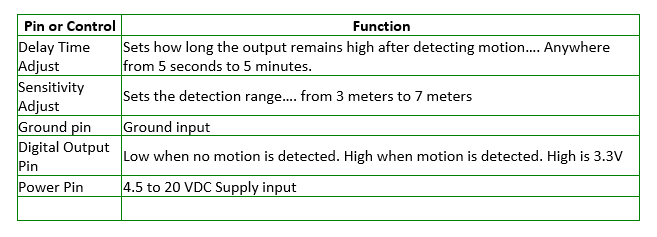 Pin or Control Function
Delay Time Adjust Sets how long the output remains high after detecting motion.... Anywhere from 5 seconds to 5 minutes.
Sensitivity Adjust Sets the detection range.... from 3 meters to 7 meters
Ground pin Ground input
Digital Output Pin Low when no motion is detected. High when motion is detected. High is 3.3V
Power Pin 4.5 to 20 VDC Supply input